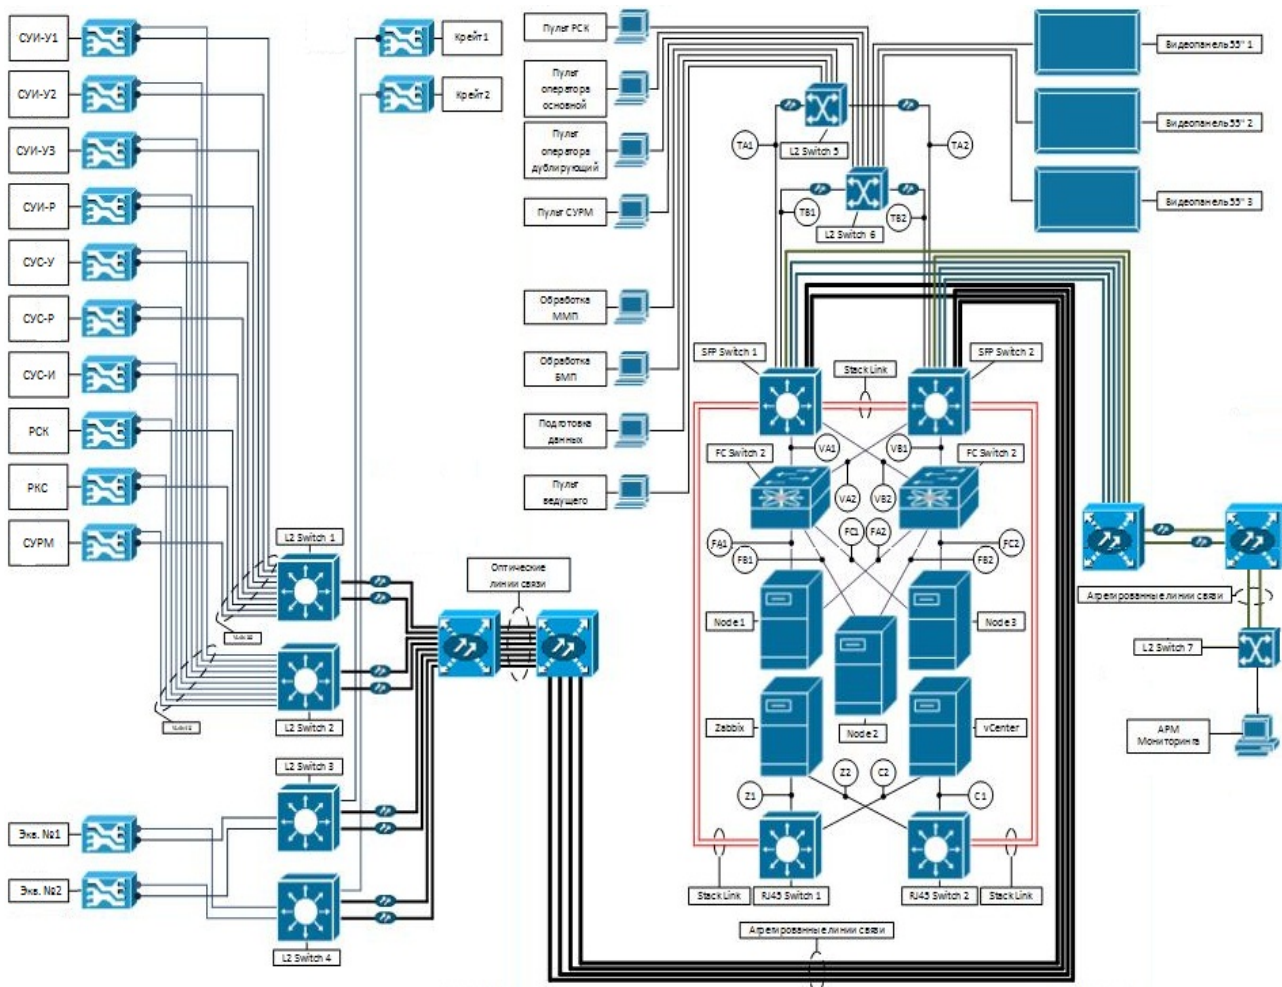 СУИ-У1
СУИ-У2
СУИ-У3
СУИ-Р
СУС-У
СУС-Р
СУС-И
РСК
РКС
СУРМ
Экв. №1
Экв. №2
Крейт1
Крейт2
L2 Switch 1
L2 Switch 2
L2 Switch 3
L2 Switch 4
Оптические
линии связи
Пульт РСК
Пульт
оператора
основной
Пульт
оператора
дублирующий
Пульт СУРМ
Обработка
ММП
Обработка
БМП
Подготовка
данных
Пульт
ведущего
L2 Switch 5
L2 Switch 6
TA1
TA2
TB1
TB2
Видеопанель 55" 1
Видеопанель 55" 2
Видеопанель 55" 3
SFP Switch 1
Stack Link
SFP Switch 2
FC Switch 2
FC Switch 2
VA1
VB1
VA2
VB2
FA1
FB1
FC1
FA2
FC2
FB2
Node 1
Node 3
Node 2
Zabbix
vCenter
Z1
Z2
C2
C1
Stack Link
RJ45 Switch 1
RJ45 Switch 2
Stack Link
Агрегированные линии связи
Агрегированные линии связи
L2 Switch 7
АРМ
Мониторинга